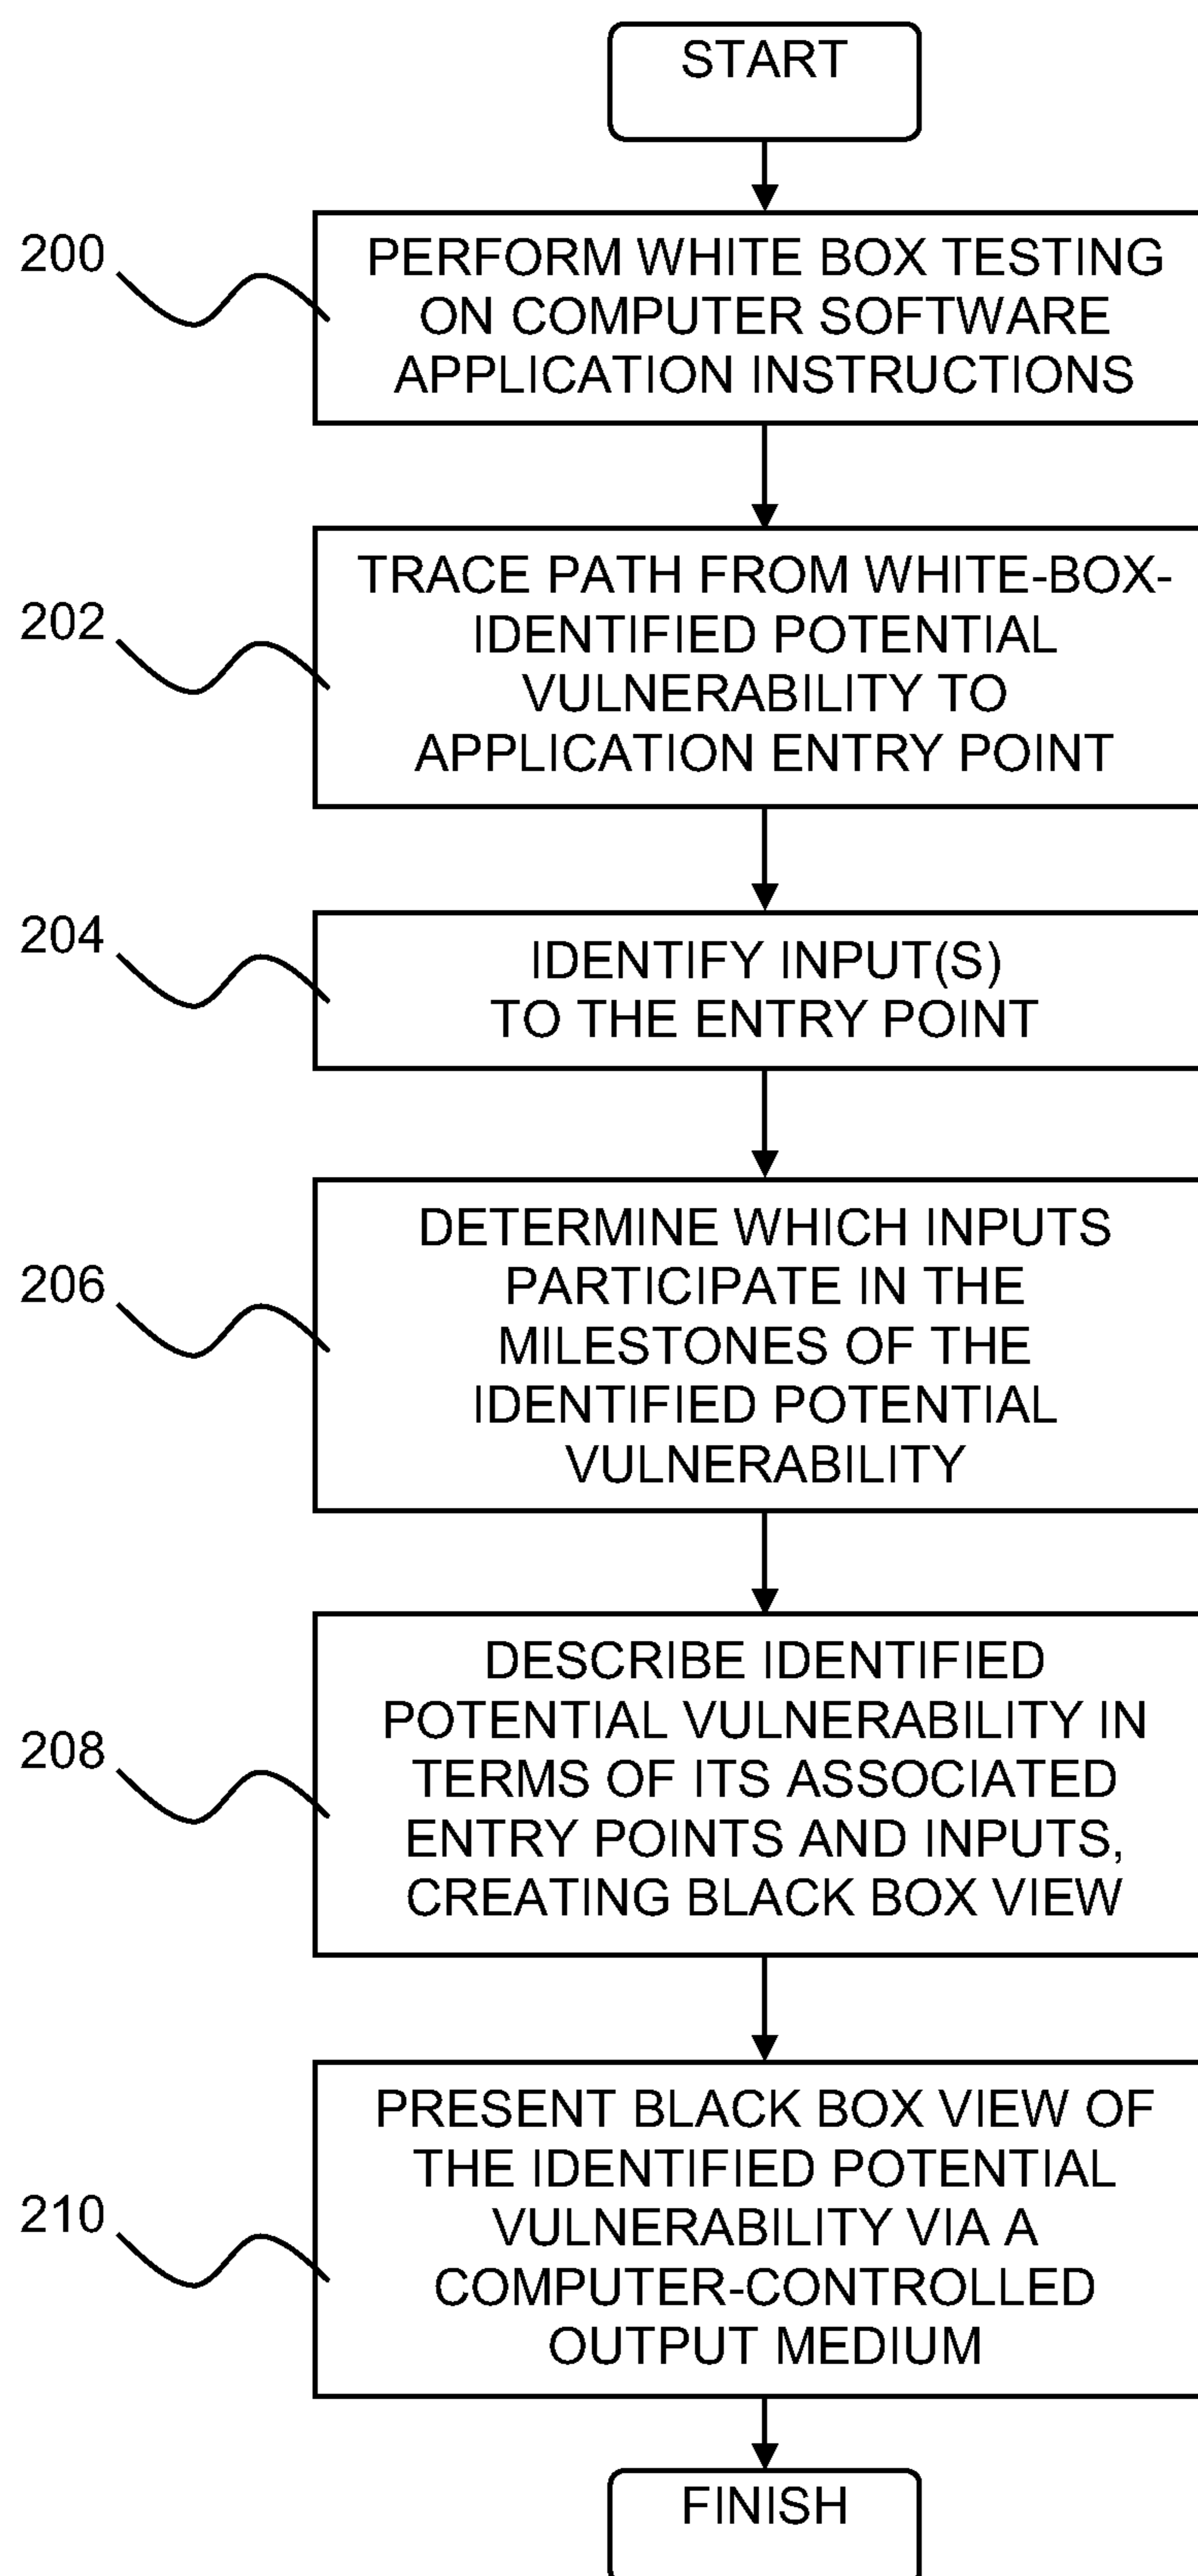 START
200
PERFORM WHITE BOX TESTING
ON COMPUTER SOFTWARE
APPLICATION INSTRUCTIONS
202
TRACE PATH FROM WHITE-BOX-
IDENTIFIED POTENTIAL
VULNERABILITY TO
APPLICATION ENTRY POINT
204
IDENTIFY INPUT(S)
TO THE ENTRY POINT
206
DETERMINE WHICH INPUTS
PARTICIPATE IN THE
MILESTONES OF THE
IDENTIFIED POTENTIAL
VULNERABILITY
208
DESCRIBE IDENTIFIED
POTENTIAL VULNERABILITY IN
TERMS OF ITS ASSOCIATED
ENTRY POINTS AND INPUTS,
CREATING BLACK BOX VIEW
210
PRESENT BLACK BOX VIEW OF
THE IDENTIFIED POTENTIAL
VULNERABILITY VIA A
COMPUTER-CONTROLLED
OUTPUT MEDIUM
FINISH